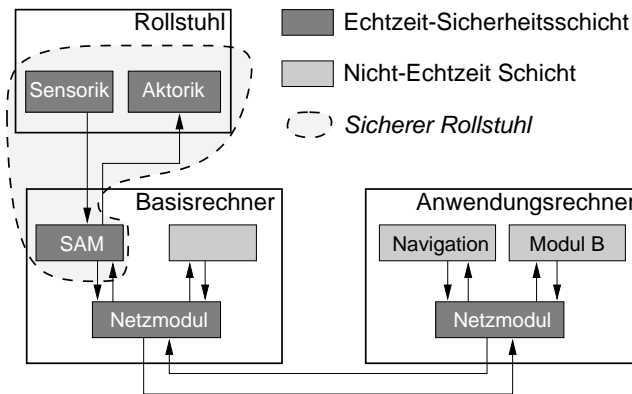 Rollstuhl
Echtzeit-Sicherheitsschicht
Sensorik
Aktorik
Nicht-Echtzeit Schicht
Sicherer Rollstuhl
Basisrechner
Anwendungsrechner
SAM
Navigation
Modul B
Netzmodul
Netzmodul